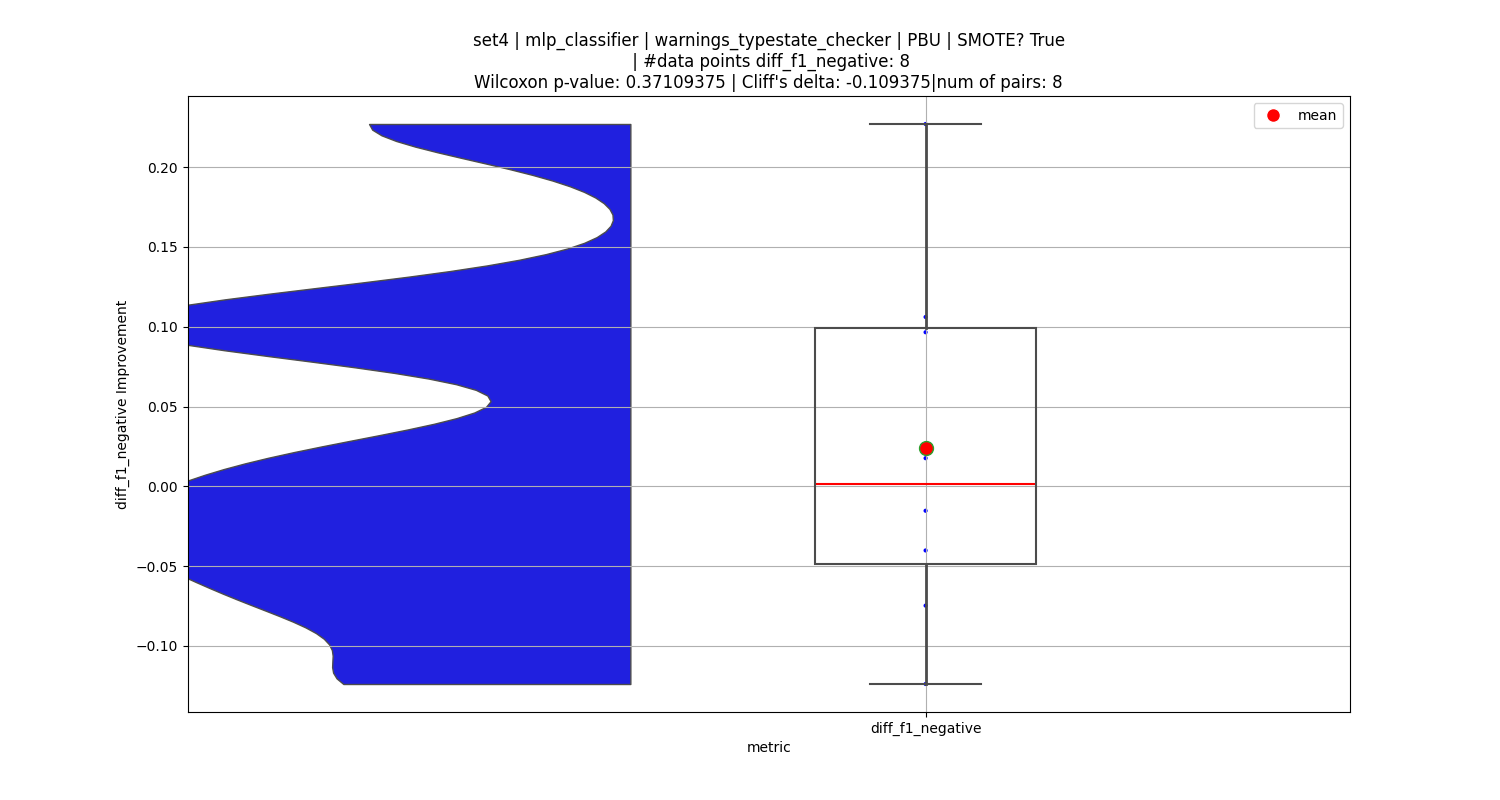 set4 | mlp_classifier | warnings_typestate_checker | PBU | SMOTE? True
| #data points diff_f1_negative: 8
Wilcoxon p-value: 0.37109375 | Cliff's delta: -0.109375|num of pairs: 8
mean
0.20
0.15
0.10
0.05
0.00
−0.05
−0.10
diff_f1_negative Improvement
diff_f1_negative
metric